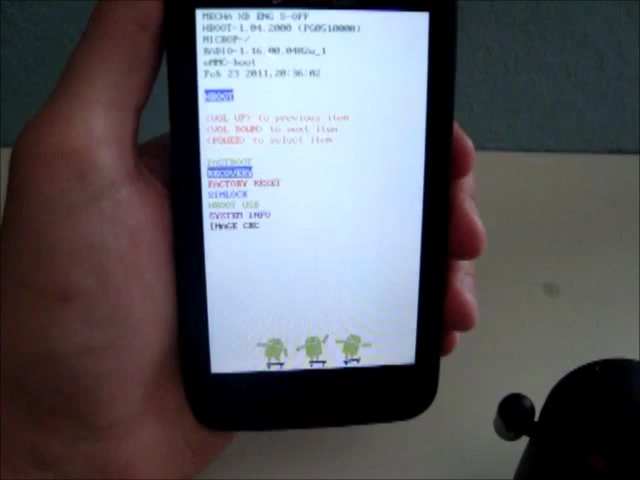 MECHA XD ENG S-OFF
HBOOT-1.04.2000 (PG0510000)
MICROP-/
RADIO-1.16.00.0402w_1
eMMC-boot
Feb 23 2011,20:36:02
HBOOT
<VOL UP> to previous item
<VOL DOWN> to next item
<POWER> to select item
FASTBOOT
RECOVERY
FACTORY RESET
SIMLOCK
HBOOT USB
SYSTEM INFO
IMAGE CRC